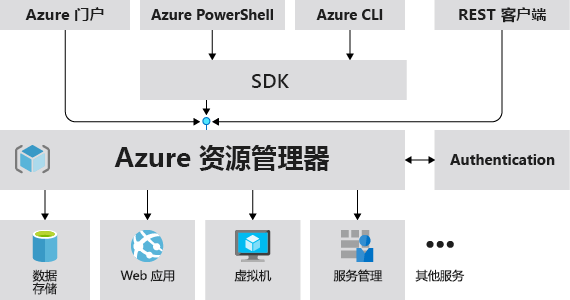 Azure 门户
Azure PowerShell
Azure CLI
REST 客户端
SDK
Azure 资源管理器
Authentication
数据
存储
Web 应用
虚拟机
服务管理
其他服务